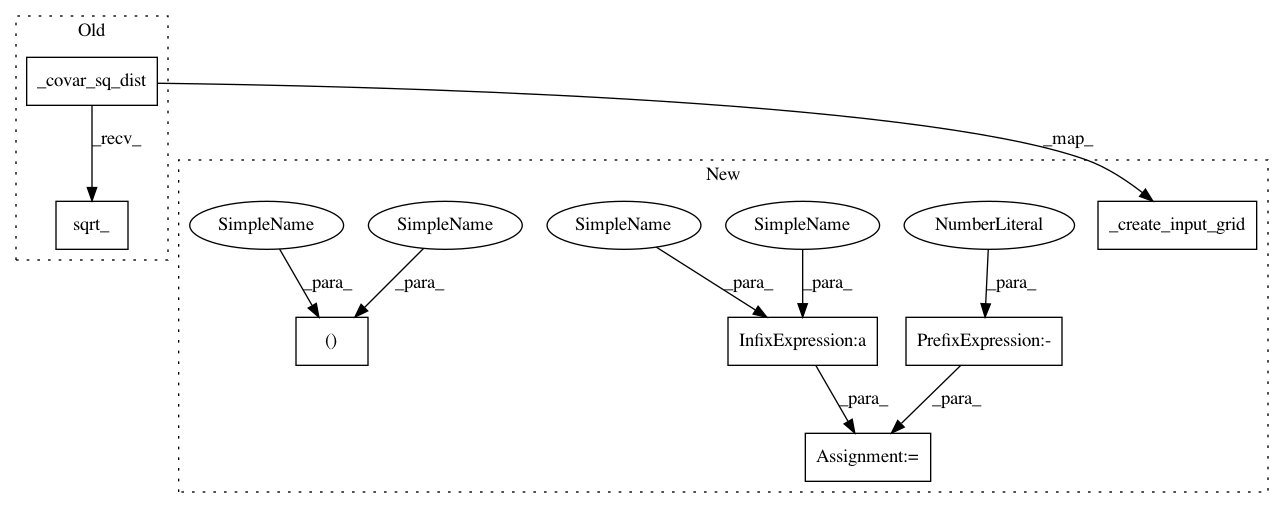 Old
_covar_sq_dist
_recv_
_map_
New
sqrt_
SimpleName
SimpleName
SimpleName
SimpleName
NumberLiteral
_create_input_grid
_para_
_para_
_para_
_para_
_para_
()
InfixExpression:a
PrefixExpression:-
_para_
_para_
Assignment:=